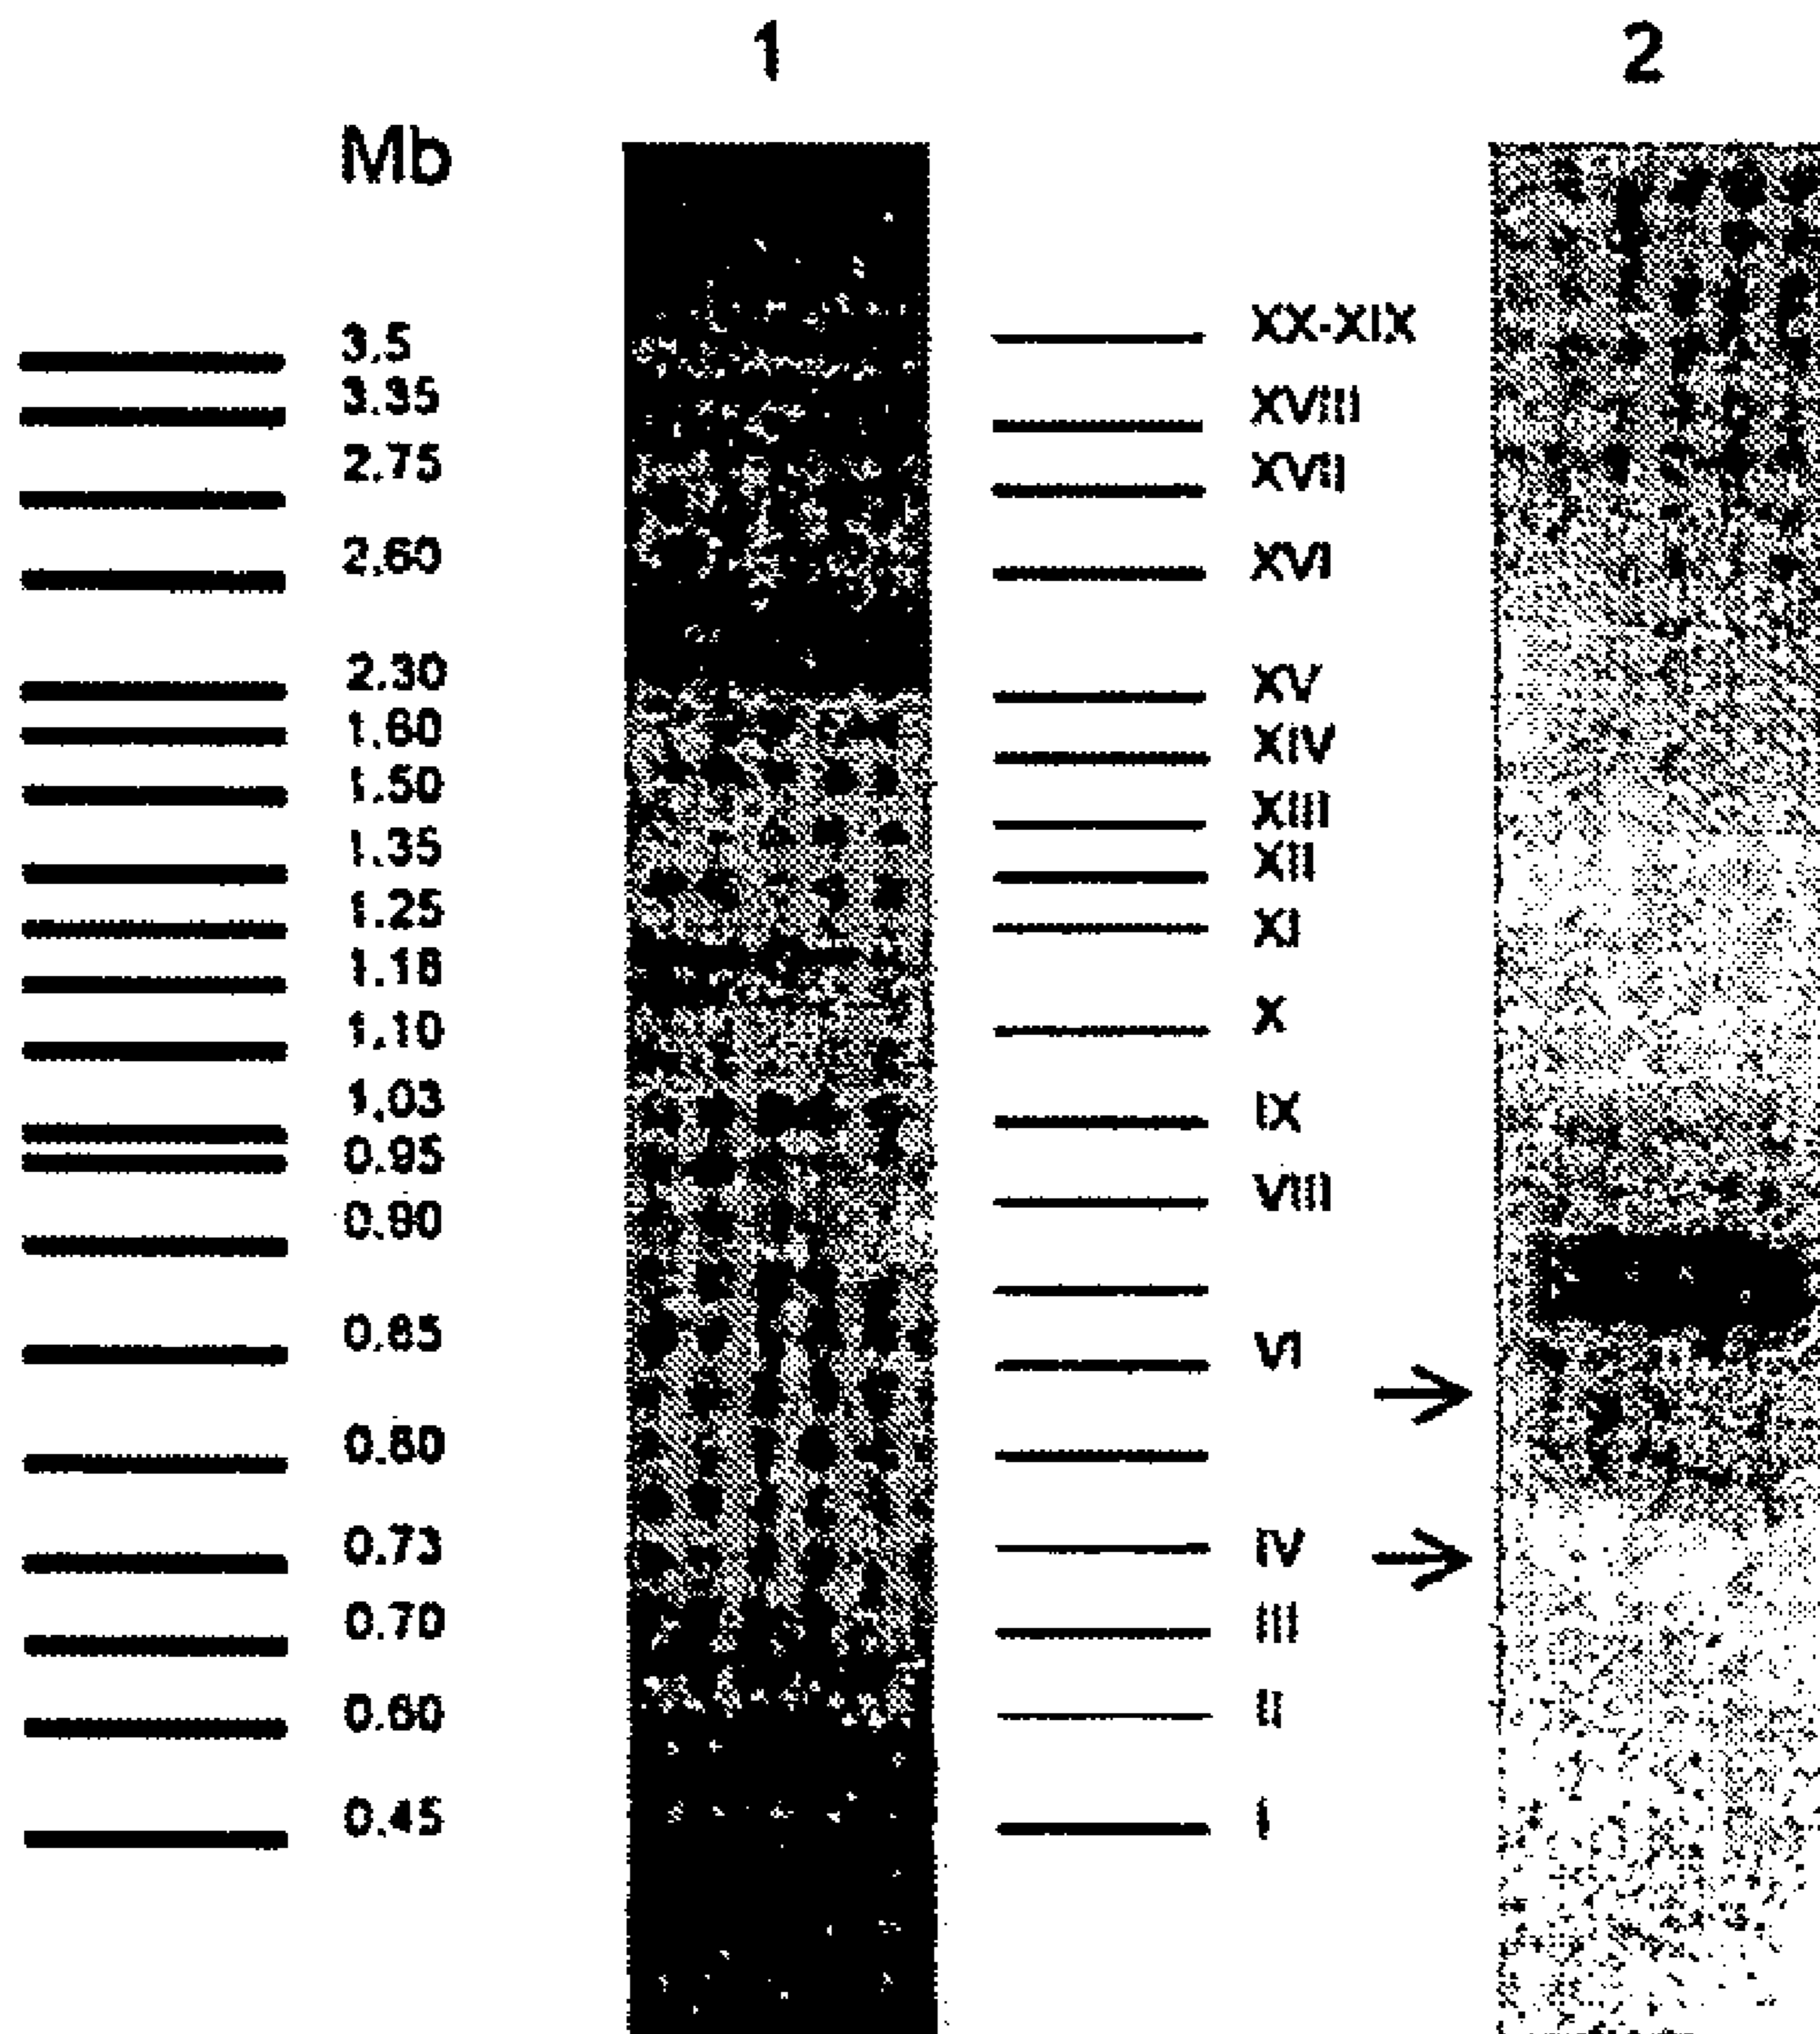 1 2
Mb
3.5
3.35
2.75
2.60
2.30
1.60
1.50
1.35
1.25
1.18
1.10
1.03
0.95
0.90
0.85
0.80
0.73
0.70
0.60
0.45
XX-XIX
XVIII
XVII
XVI
XV
XIV
XIII
XII
XI
X
IX
VIII
VI
IV
III
II
I